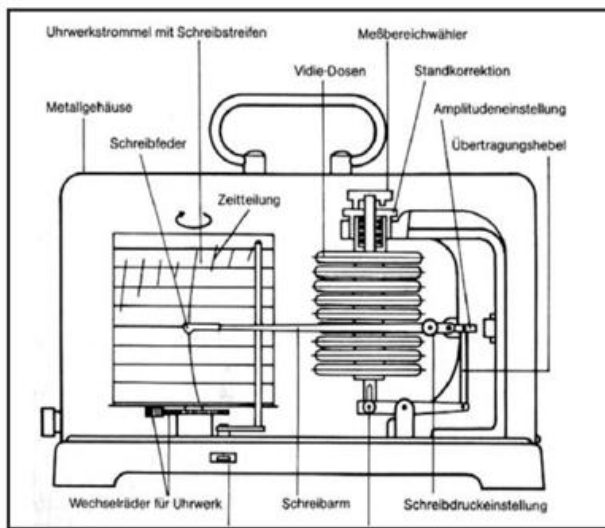 Uhrwerkstrommel mit Schreibstreifen
Meßbereichwähler
Vidie-Dosen
Standkorrektion
Metallgehäuse
Amplitudeneinstellung
Schreibfeder
Übertragungshebel
Zeitteilung
Wechselräder für Uhrwerk
Schreibarm
Schreibdruckeinstellung